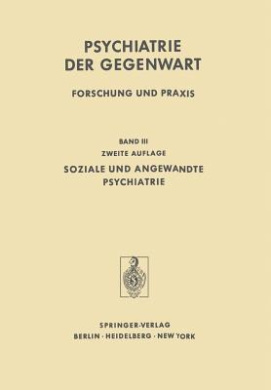 PSYCHIATRIE
DER GEGENWART
FORSCHUNG UND PRAXIS
BAND III
ZWEITE AUFLAGE
SOZIALE UND ANGEWANDTE
PSYCHIATRIE
SPRINGER-VERLAG
BERLIN · HEIDELBERG · NEW YORK